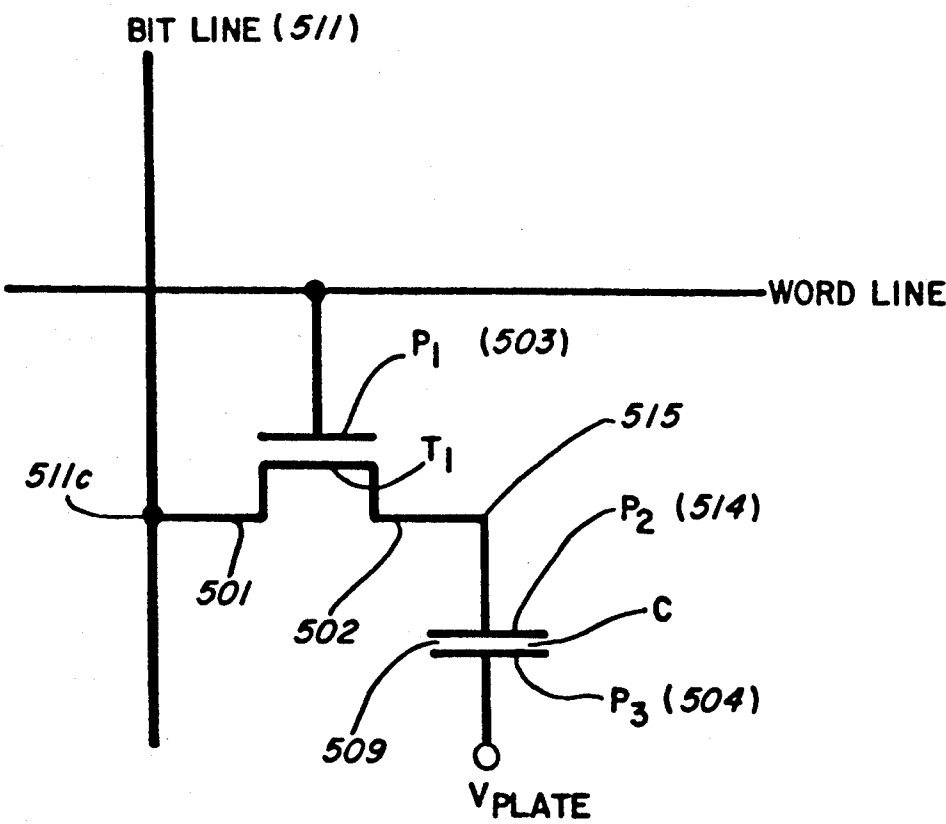 BIT LINE (511)
WORD LINE
P1 (503)
515
T1
511c
P2 (514)
501
C
502
P3 (504)
509
VPLATE